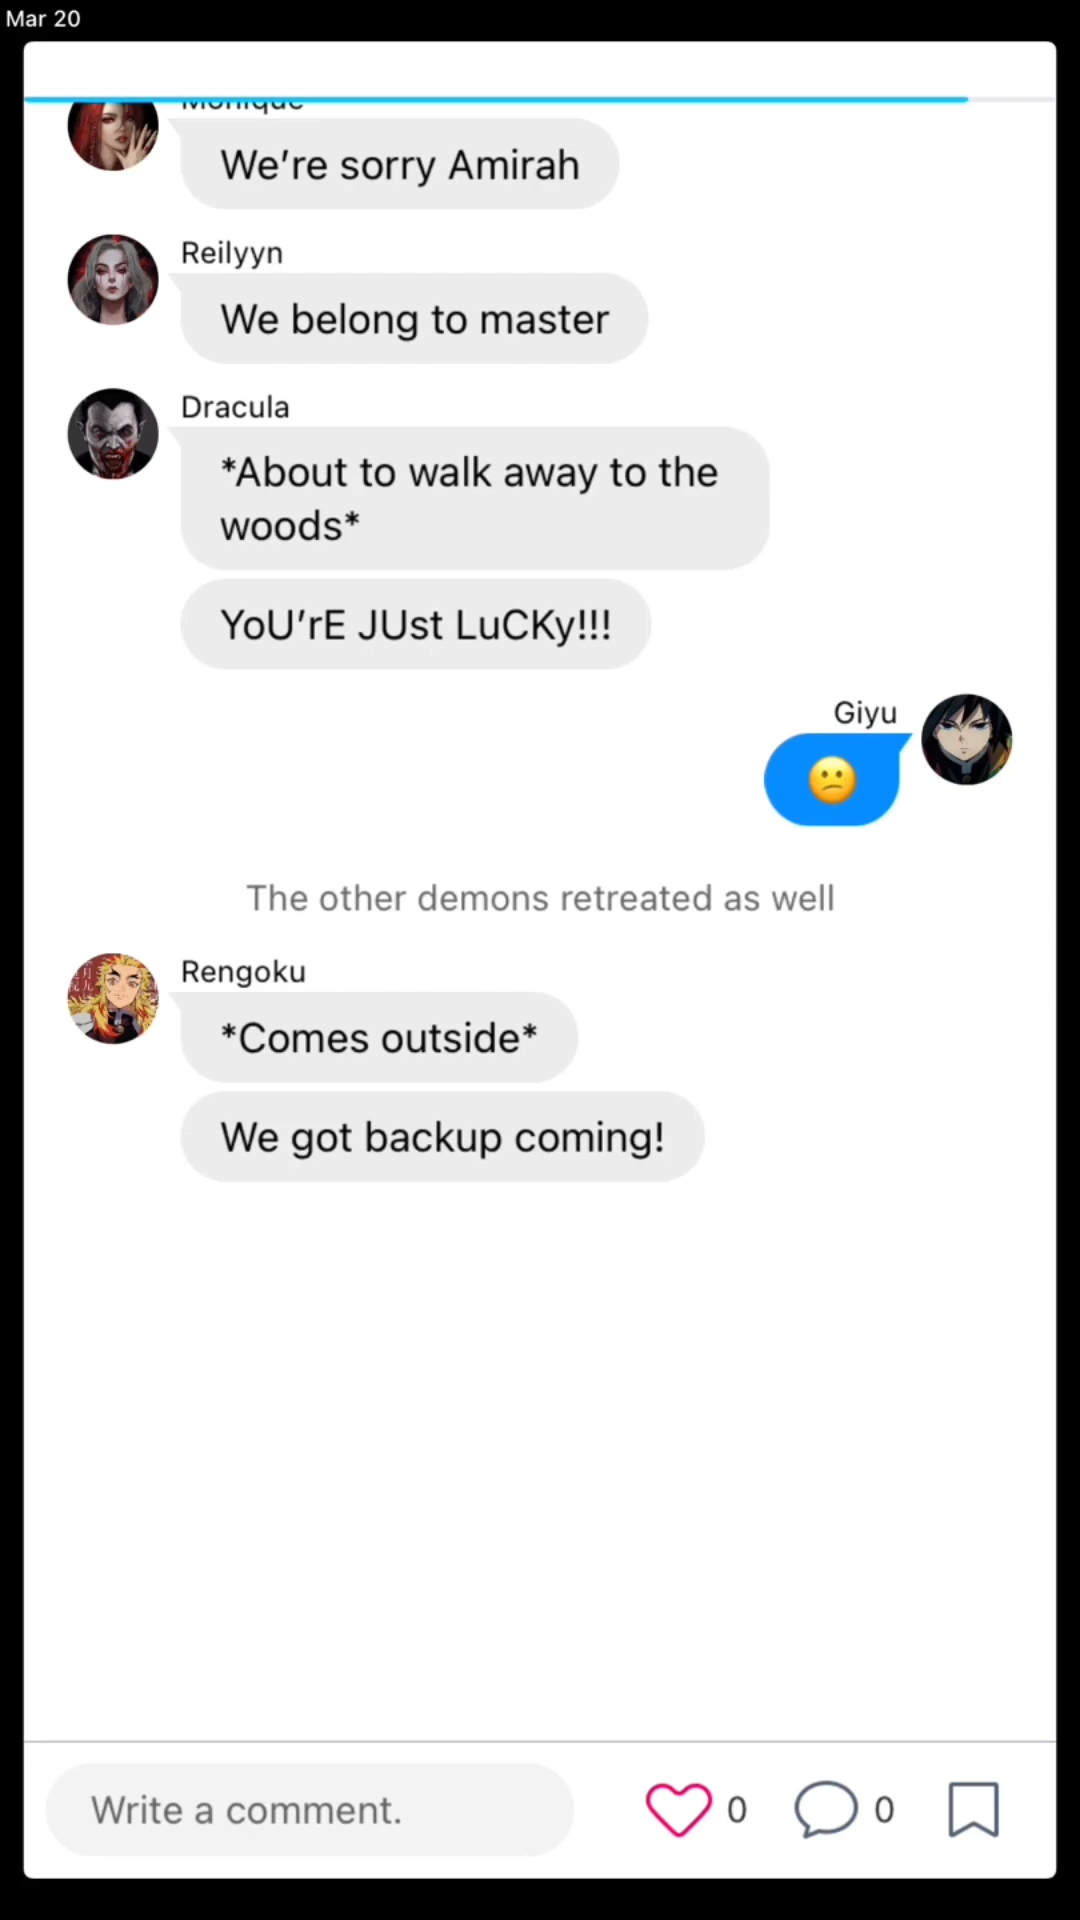 Mar 20
Monique
We’re sorry Amirah
Reilyyn
We belong to master
Dracula
*About to walk away to the
woods*
YoU’rE JUst LuCKy!!!
Giyu
The other demons retreated as well
Rengoku
*Comes outside*
We got backup coming!
Write a comment.
0
0